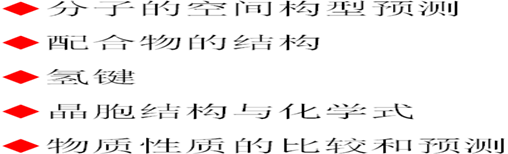 分子的空间构型预测
配合物的结构
氢键
晶胞结构与化学式
物质性质的比较和预测